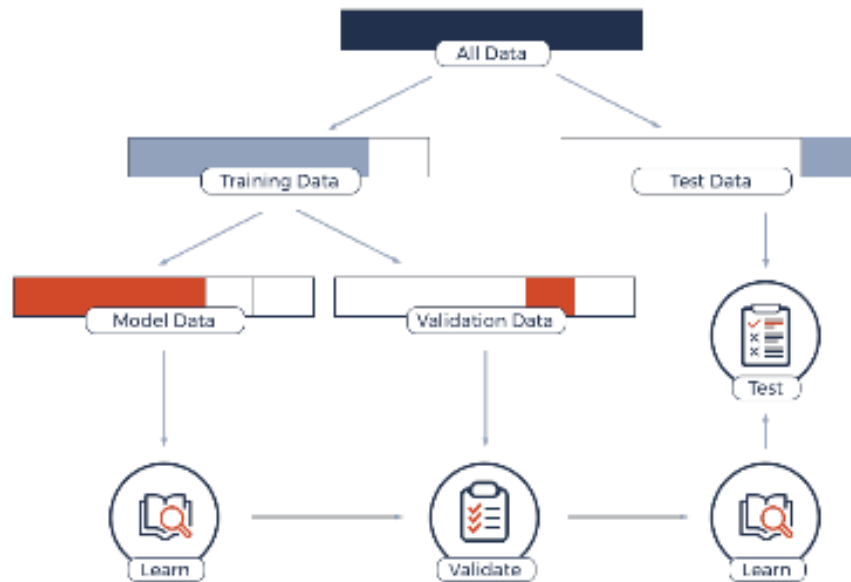 All Data
Training Data
Test Data
Model Data
Validation Data
Test
Learn
Validate
Learn